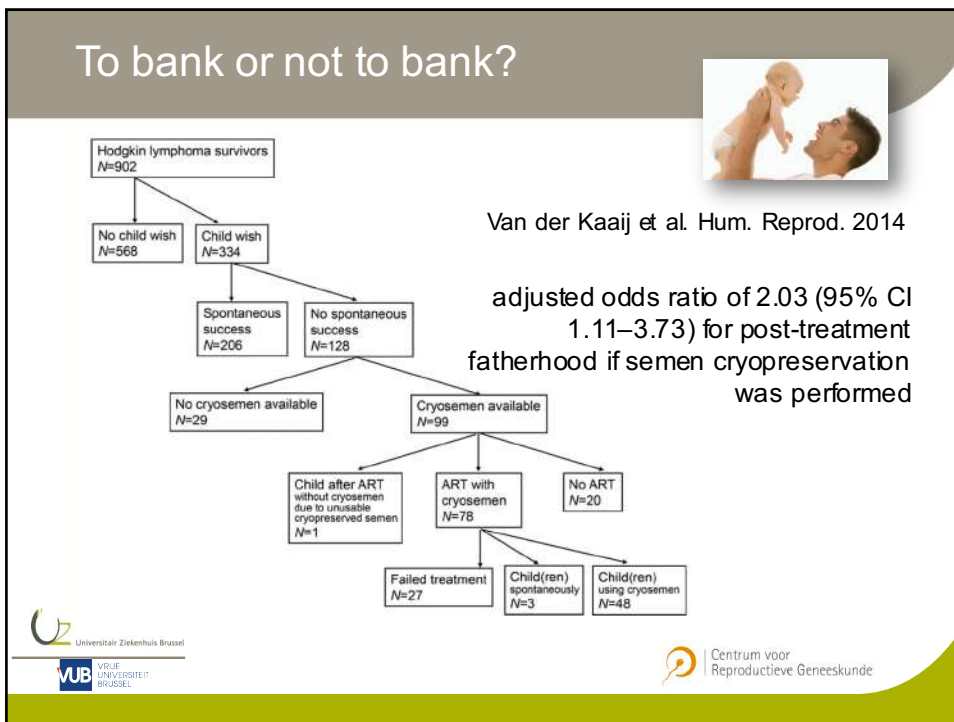 To bank or not to bank?
Hodgkin lymphoma survivors
N=902
No child wish
N=568
Child wish
N=334
Spontaneous
success
N=206
No spontaneous
success
N=128
No cryosemen available
N=29
Cryosemen available
N=99
Child after ART
without cryosemen
due to unusable
cryopreserved semen
N=1
ART with
cryosemen
N=78
No ART
N=20
Failed treatment
N=27
Child(ren)
spontaneously
N=3
Child(ren)
using cryosemen
N=48
Van der Kaaij et al. Hum. Reprod. 2014
adjusted odds ratio of 2.03 (95% CI
1.11–3.73) for post-treatment
fatherhood if semen cryopreservation
was performed
UZ Universitair Ziekenhuis Brussel
VUB
VRIJE
UNIVERSITEIT
BRUSSEL
Centrum voor
Reproductieve Geneeskunde